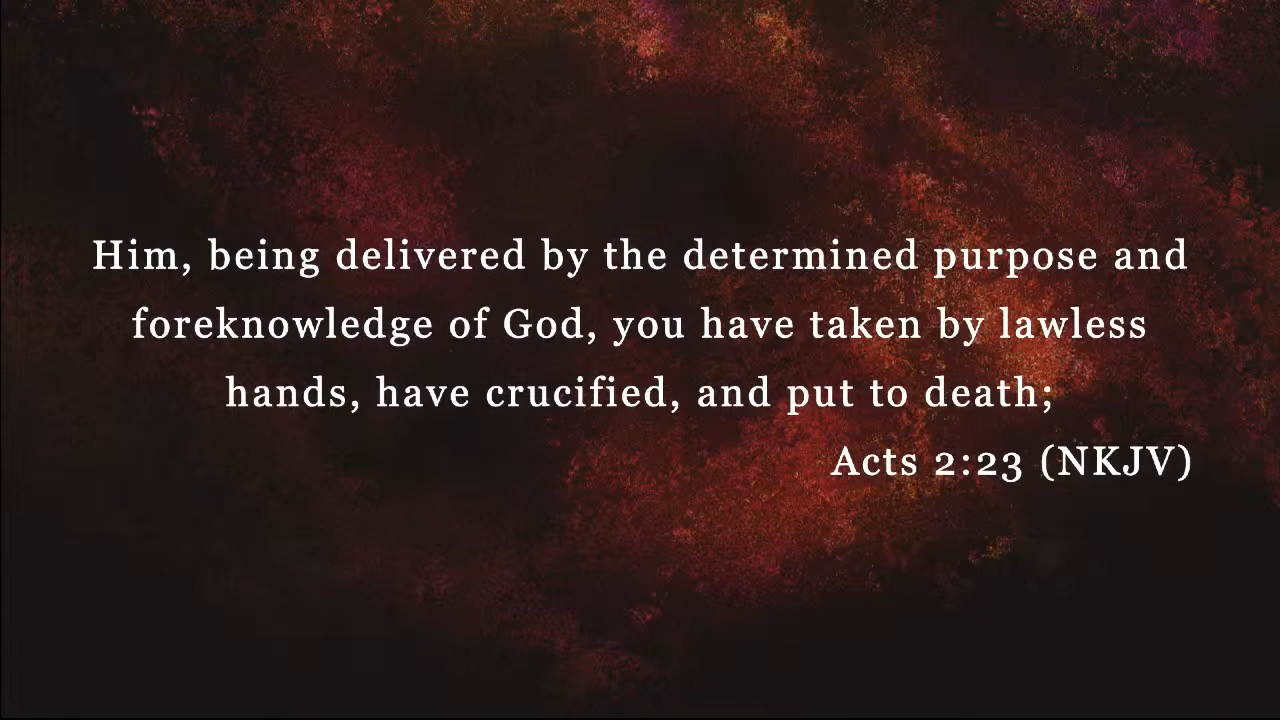 Him, being delivered by the determined purpose and
foreknowledge of God, you have taken by lawless
hands, have crucified, and put to death;
Acts 2:23 (NKJV)